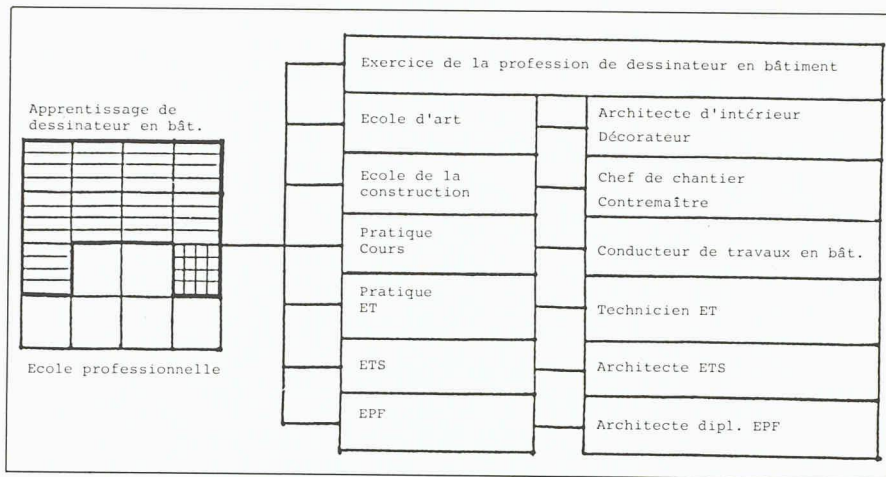 Apprentissage de
dessinateur en bât.
Ecole professionnelle
Exercice de la profession de dessinateur en bâtiment
Ecole d'art
Architecte d'intérieur
Décorateur
Ecole de la
construction
Chef de chantier
Contremaître
Pratique
Cours
Conducteur de travaux en bât.
Pratique
ET
Technicien ET
ETS
Architecte ETS
EPF
Architecte dipl. EPF